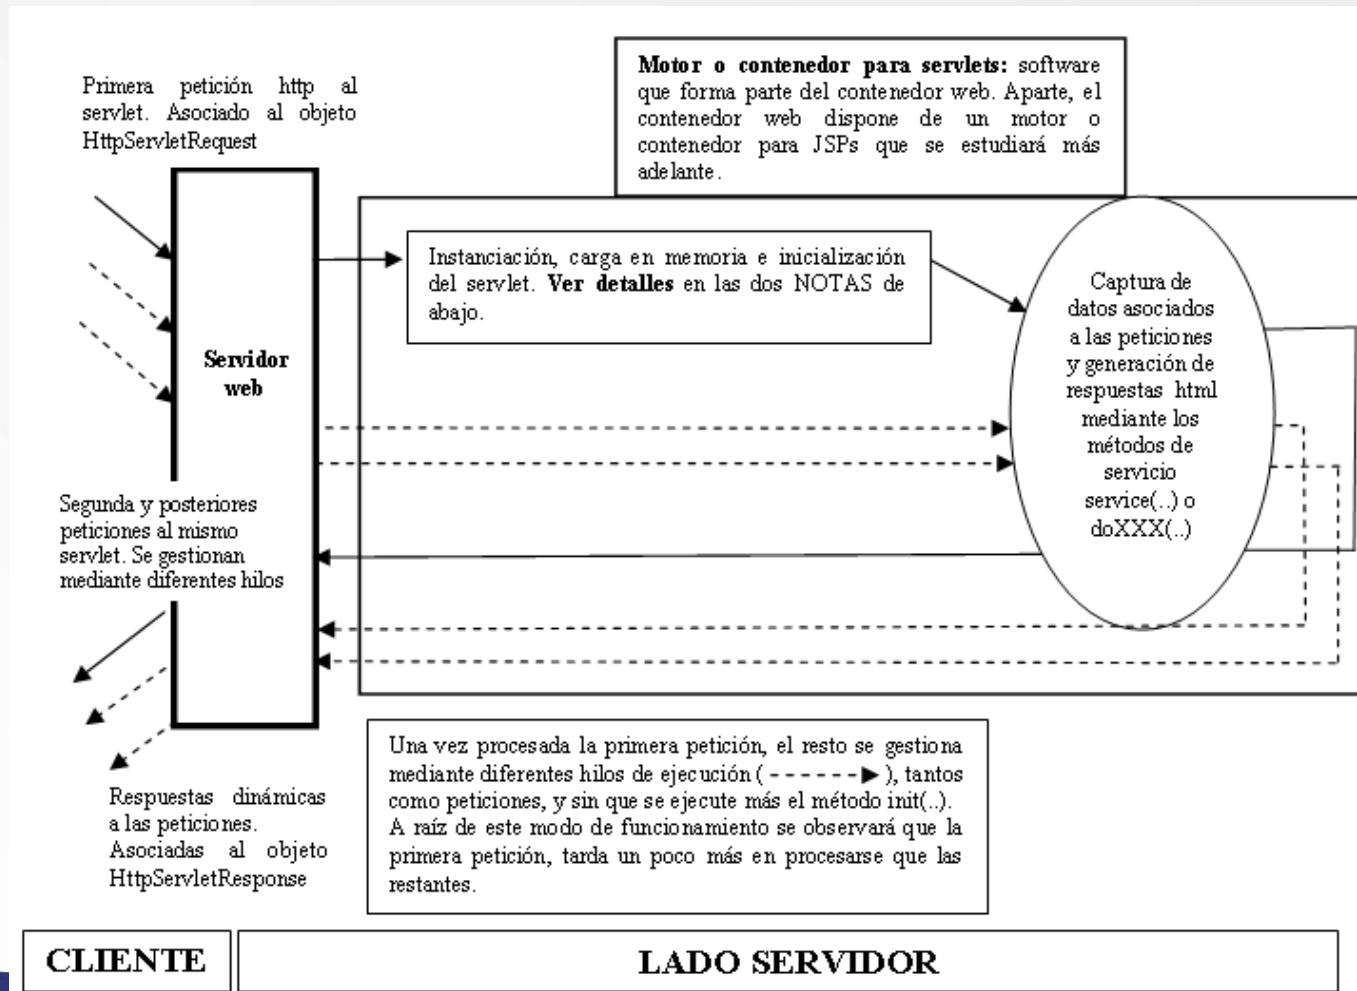 Primera petición http al
servlet. Asociado al objeto
HttpServletRequest
Motor o contenedor para servlets: software
que forma parte del contenedor web. Aparte, el
contenedor web dispone de un motor o
contenedor para JSPs que se estudiará más
adelante.
Instanciación, carga en memoria e inicialización
del servlet. Ver detalles en las dos NOTAS de
abajo.
Captura de
datos asociados
a las peticiones
y generación de
respuestas html
mediante los
métodos de
servicio
service(..) o
doXXX(..)
Servidor
web
Segunda y posteriores
peticiones al mismo
servlet. Se gestionan
mediante diferentes hilos
Una vez procesada la primera petición, el resto se gestiona
mediante diferentes hilos de ejecución ( ------► ), tantos
como peticiones, y sin que se ejecute más el método init(..).
A raíz de este modo de funcionamiento se observará que la
primera petición, tarda un poco más en procesarse que las
restantes.
Respuestas dinámicas
a las peticiones.
Asociadas al objeto
HttpServletResponse
CLIENTE
LADO SERVIDOR